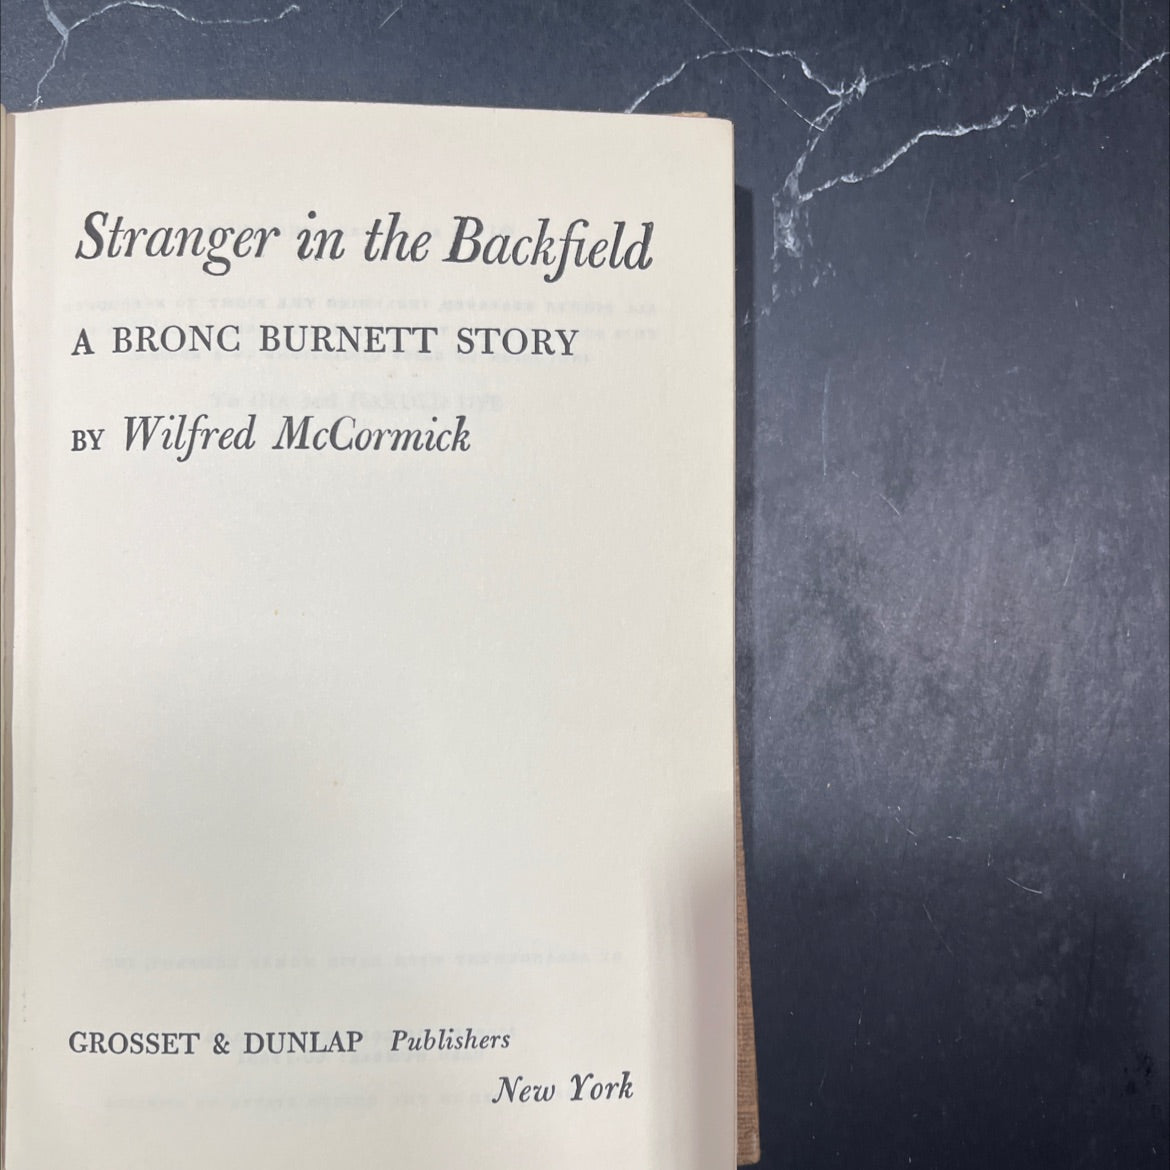 Stranger in the Backfield
A BRONC BURNETT STORY
BY Wilfred McCormick
GROSSET & DUNLAP Publishers
New York